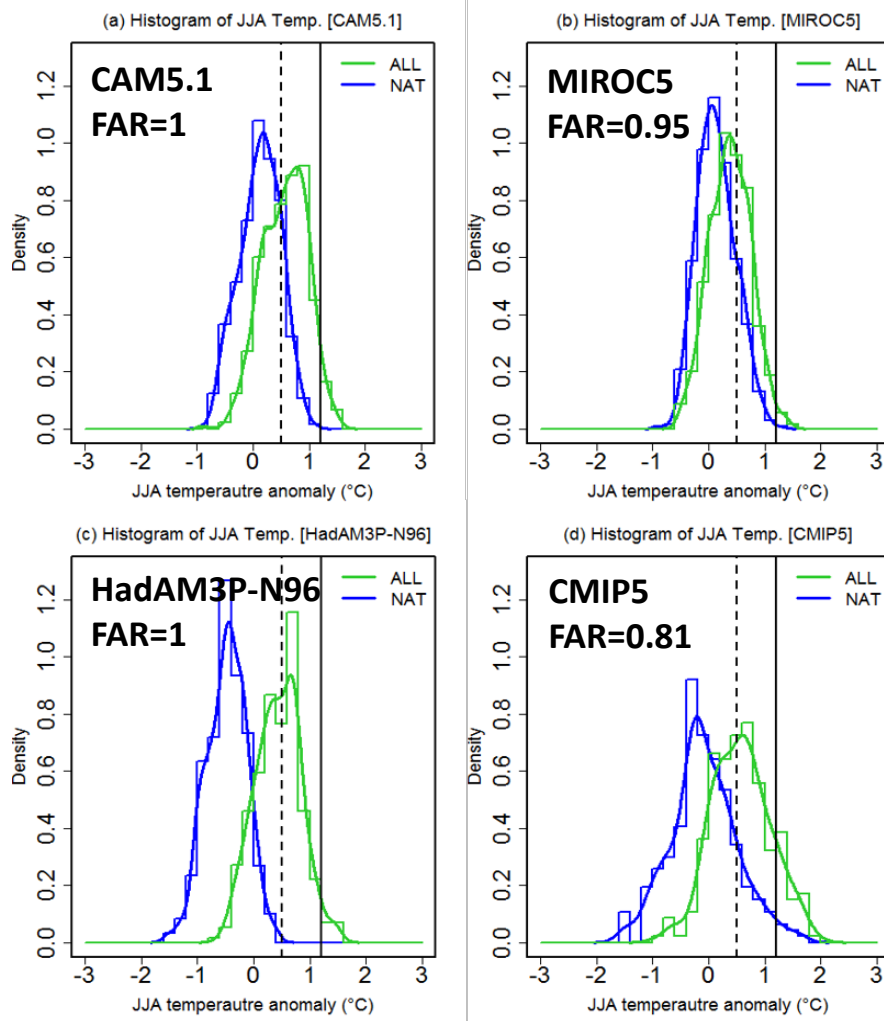 (a) Histogram of JJA Temp. [CAM5.1]
CAM5.1
FAR=1
ALL
NAT
Density
0.0 0.2 0.4 0.6 0.8 1.0 1.2
-3 -2 -1 0 1 2 3
JJA temperautre anomaly (°C)
(b) Histogram of JJA Temp. [MIROC5]
MIROC5
FAR=0.95
ALL
NAT
Density
0.0 0.2 0.4 0.6 0.8 1.0 1.2
-3 -2 -1 0 1 2 3
JJA temperautre anomaly (°C)
(c) Histogram of JJA Temp. [HadAM3P-N96]
HadAM3P-N96
FAR=1
ALL
NAT
Density
0.0 0.2 0.4 0.6 0.8 1.0 1.2
-3 -2 -1 0 1 2 3
JJA temperautre anomaly (°C)
(d) Histogram of JJA Temp. [CMIP5]
CMIP5
FAR=0.81
ALL
NAT
Density
0.0 0.2 0.4 0.6 0.8 1.0 1.2
-3 -2 -1 0 1 2 3
JJA temperautre anomaly (°C)